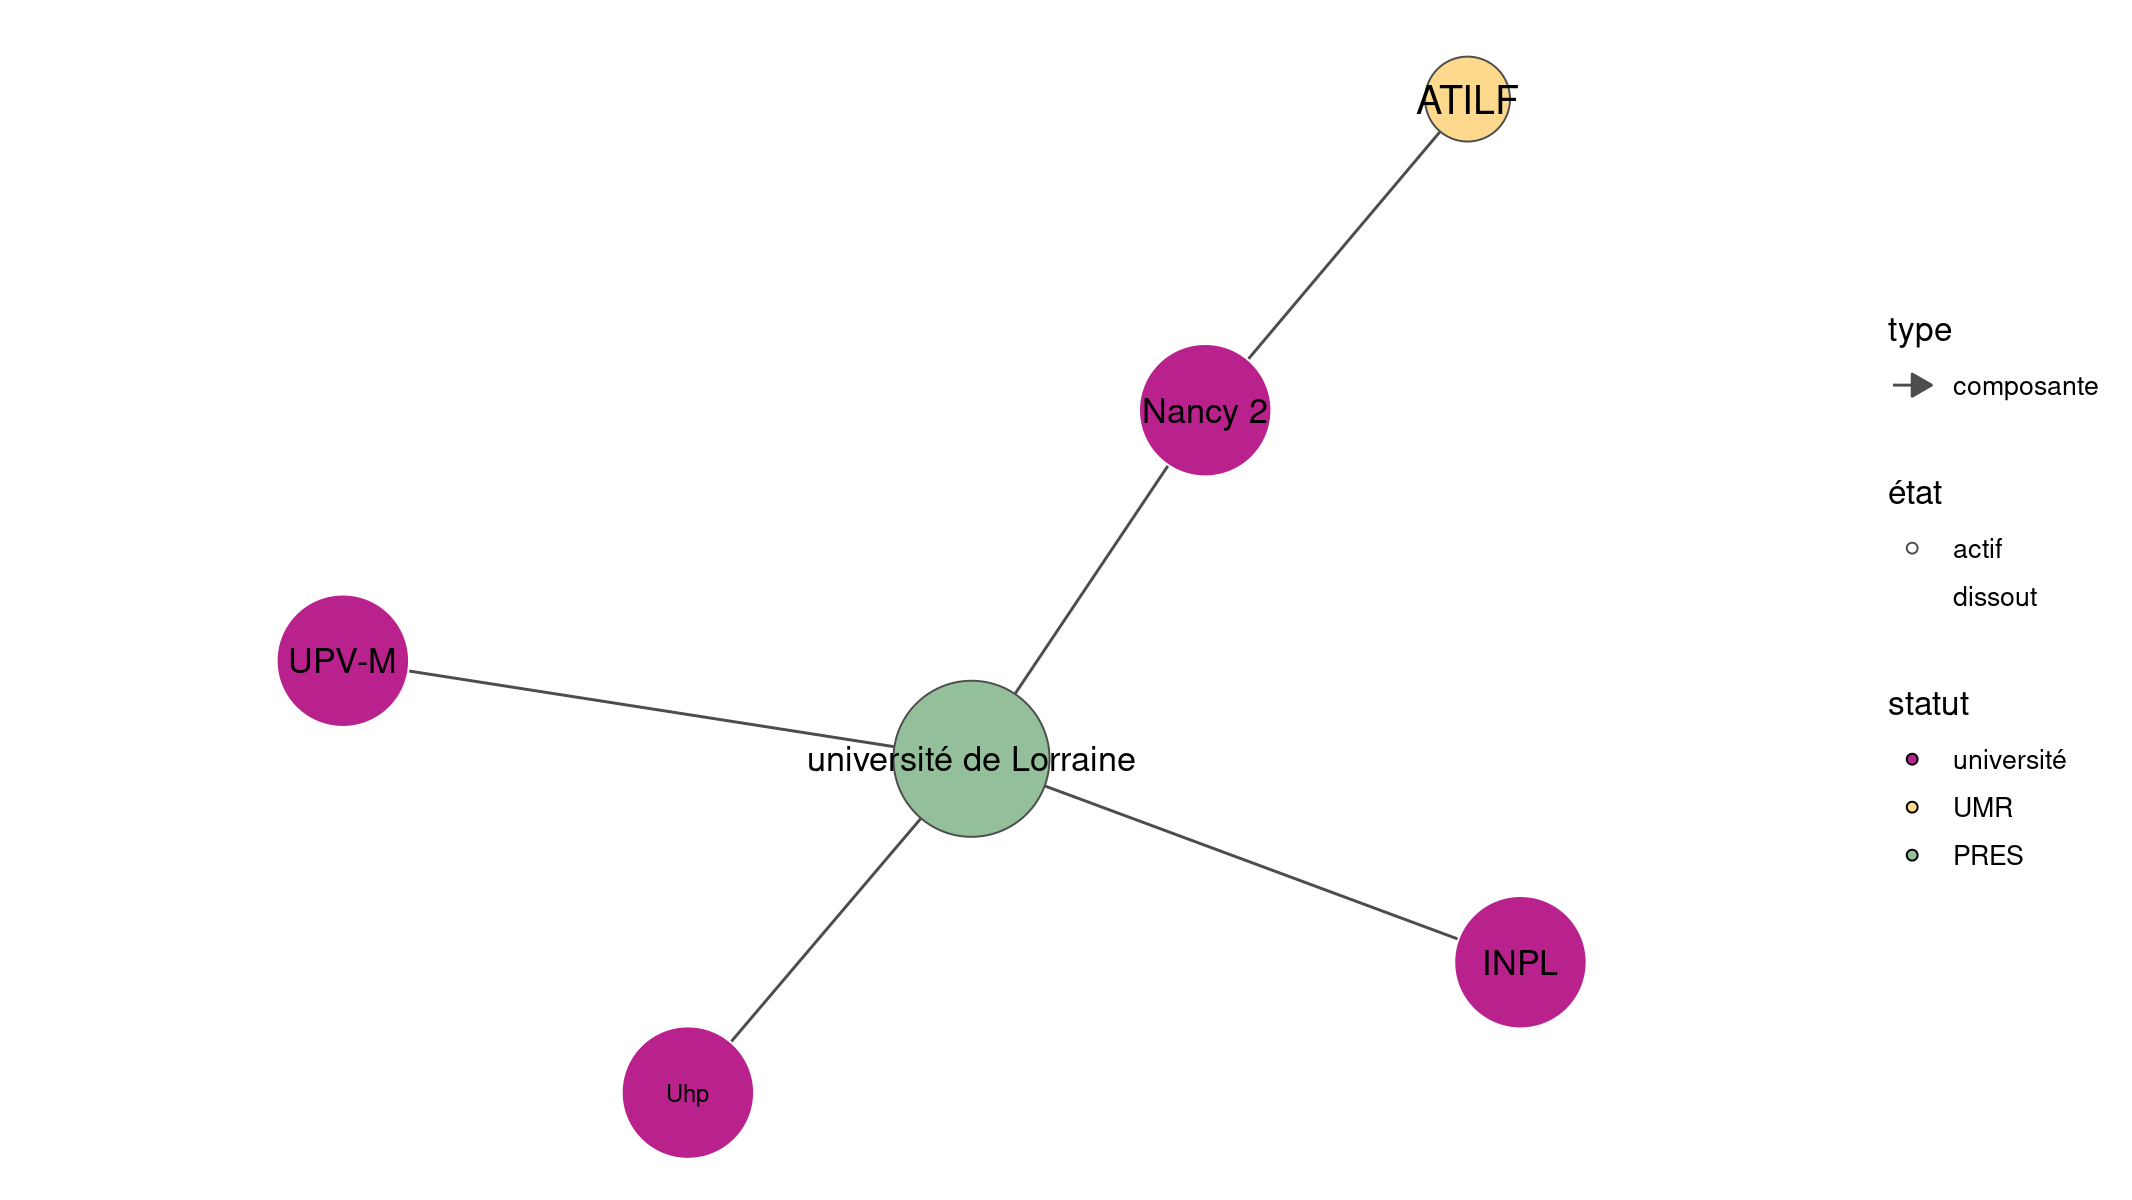 ATILF
Nancy 2
UPV-M
université de Lorraine
INPL
Uhp
type
composante
état
actif
dissout
statut
université
UMR
PRES